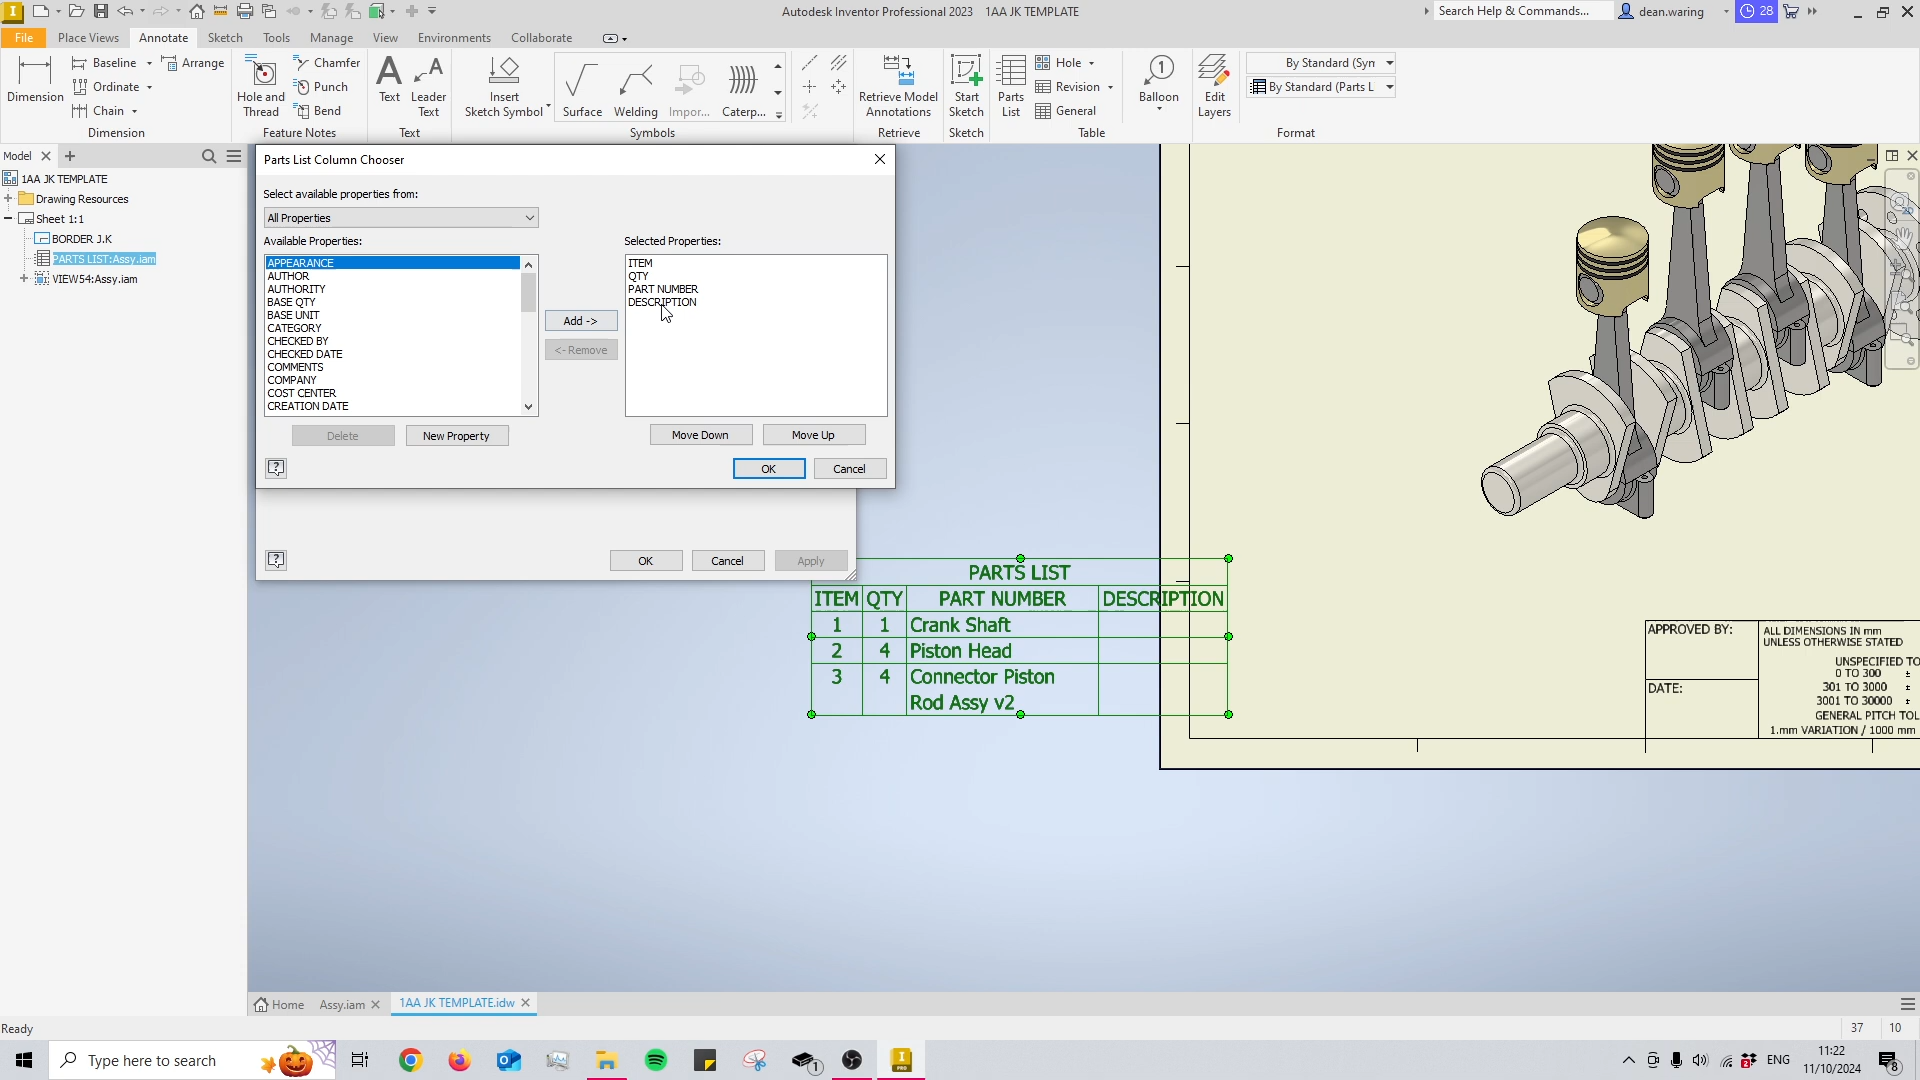 Autodesk Inventor Professional 2023 1AA JK TEMPLATE
Search Help & Commands...
dean.waring
28
File Place Views Annotate Sketch Tools Manage View Environments Collaborate
Dimension
Baseline
Ordinate
Chain
Arrange
Dimension
Hole and Thread
Chamfer
Punch
Bend
Feature Notes
Text
Leader Text
Text
Insert Sketch Symbol
Surface
Welding
Impor...
Caterp...
Symbols
Retrieve Model Annotations
Retrieve
Start Sketch
Sketch
Parts List
Hole
Revision
General
Table
Balloon
Edit Layers
By Standard (Syn
By Standard (Parts L
Format
Model
1AA JK TEMPLATE
Drawing Resources
Sheet 1:1
BORDER J.K
PARTS LIST:Assy.iam
VIEW54:Assy.iam
Parts List Column Chooser
Select available properties from:
All Properties
Available Properties:
APPEARANCE
AUTHOR
AUTHORITY
BASE QTY
BASE UNIT
CATEGORY
CHECKED BY
CHECKED DATE
COMMENTS
COMPANY
COST CENTER
CREATION DATE
Add ->
<- Remove
Selected Properties:
ITEM
QTY
PART NUMBER
DESCRIPTION
Delete
New Property
Move Down
Move Up
OK
Cancel
OK
Cancel
Apply
PARTS LIST
ITEM QTY PART NUMBER DESCRIPTION
1 1 Crank Shaft
2 4 Piston Head
3 4 Connector Piston
Rod Assy v2
APPROVED BY:
DATE:
ALL DIMENSIONS IN mm
UNLESS OTHERWISE STATED
UNSPECIFIED TO
0 TO 300 ±
301 TO 3000 ±
3001 TO 30000 ±
GENERAL PITCH TOL
1.mm VARIATION / 1000 mm
Home
Assy.iam
1AA JK TEMPLATE.idw
Ready
37 10
Type here to search
ENG
11:22
11/10/2024
8